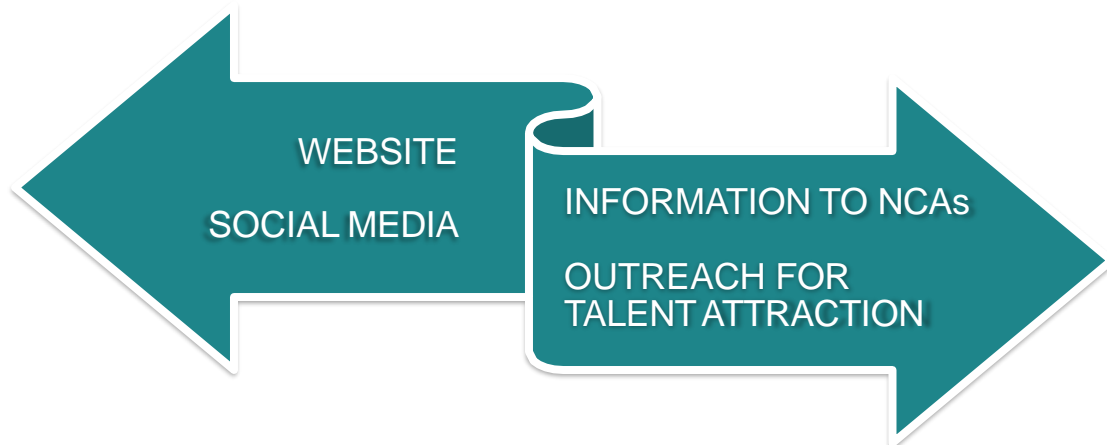 WEBSITE
SOCIAL MEDIA
INFORMATION TO NCAs
OUTREACH FOR
TALENT ATTRACTION